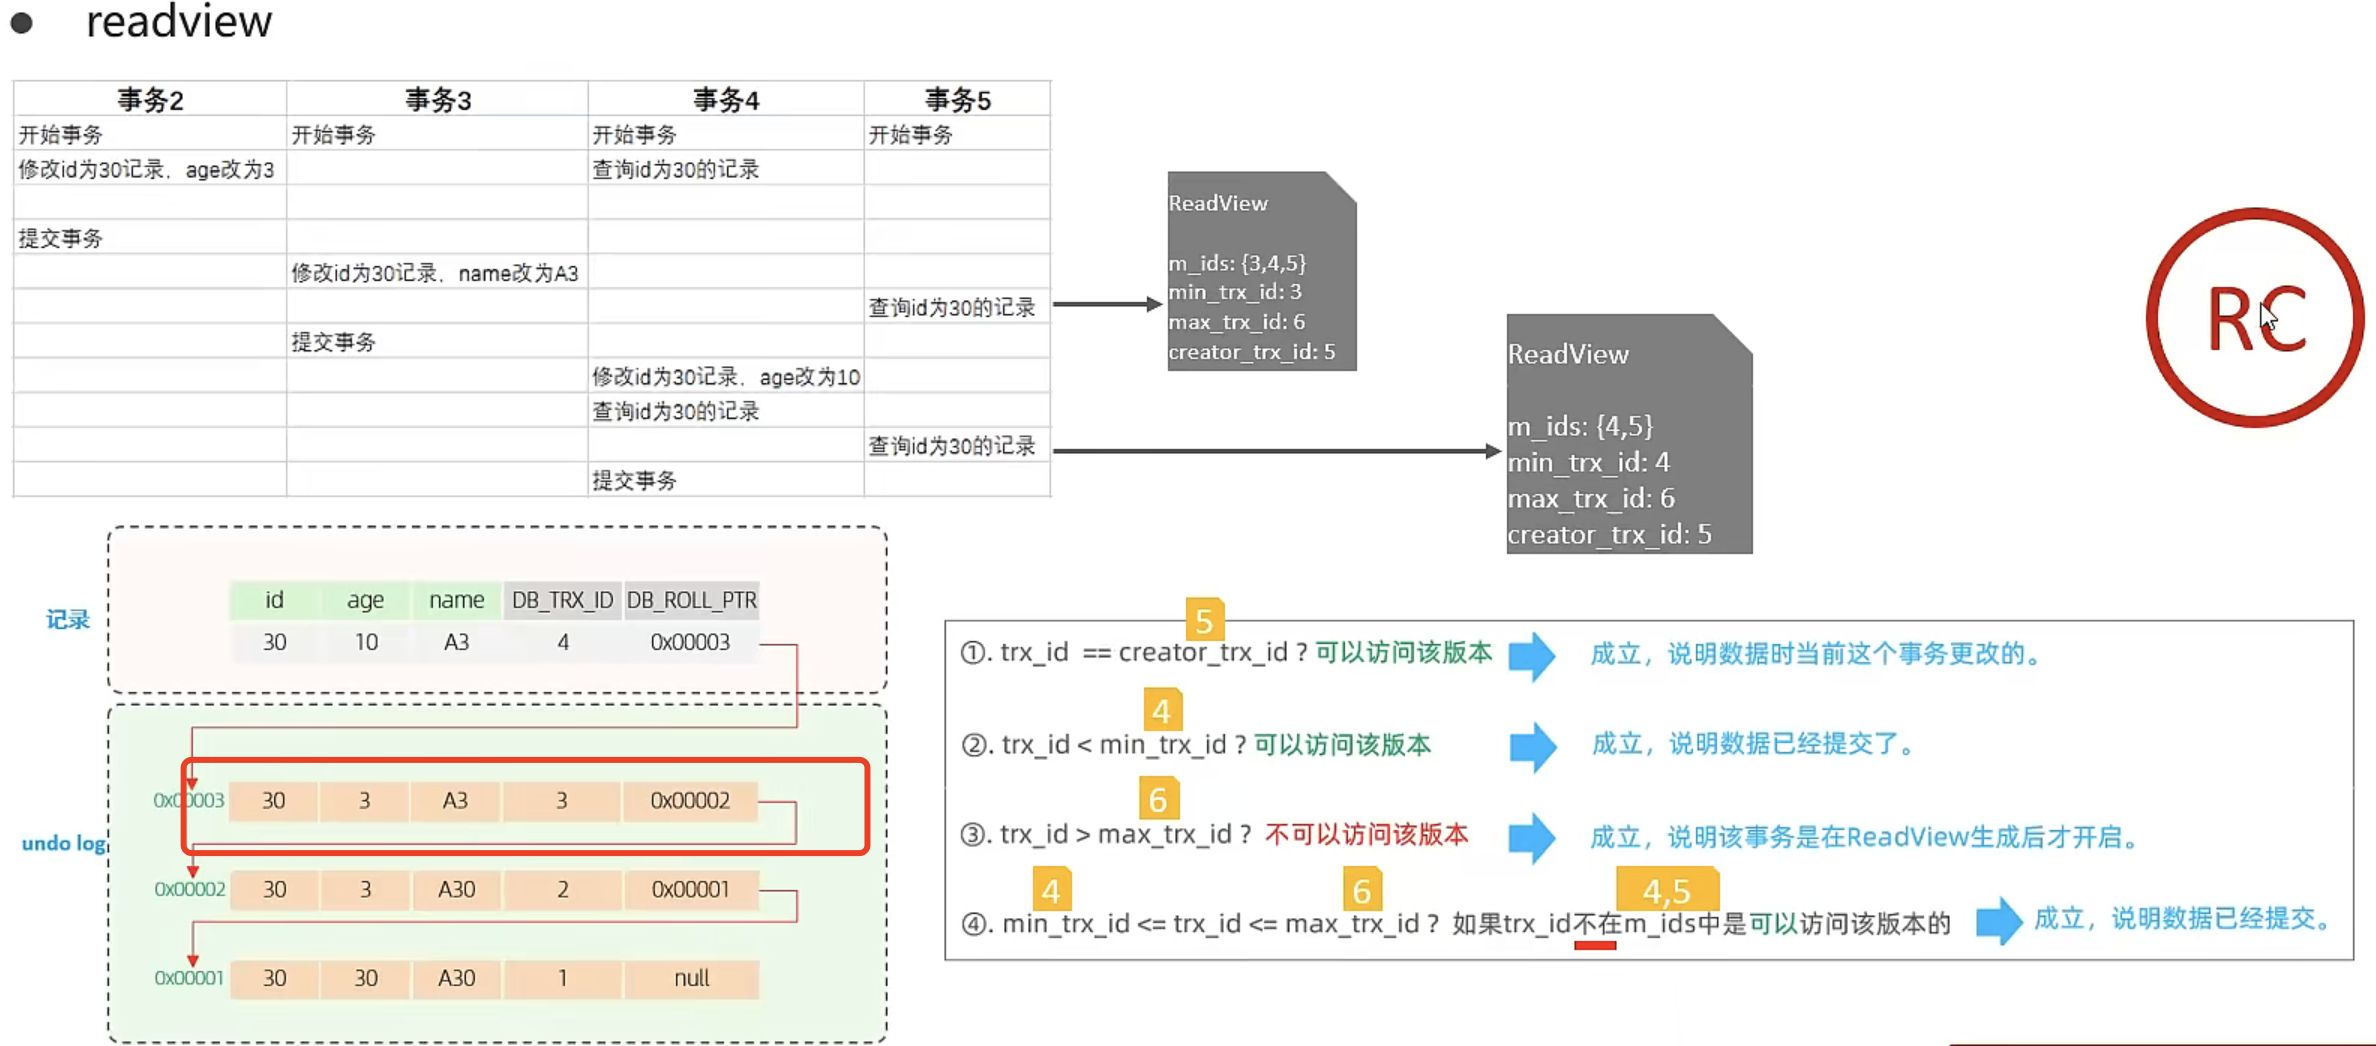 ● readview
事务2 事务3 事务4 事务5
开始事务 开始事务 开始事务 开始事务
修改id为30记录，age改为3 查询id为30的记录
提交事务
修改id为30记录，name改为A3
查询id为30的记录
提交事务
修改id为30记录，age改为10
查询id为30的记录
查询id为30的记录
提交事务
ReadView
m_ids: {3,4,5}
min_trx_id: 3
max_trx_id: 6
creator_trx_id: 5
ReadView
m_ids: {4,5}
min_trx_id: 4
max_trx_id: 6
creator_trx_id: 5
RC
记录
id age name DB_TRX_ID DB_ROLL_PTR
30 10 A3 4 0x00003
undo log
0x00003 30 3 A3 3 0x00002
0x00002 30 3 A30 2 0x00001
0x00001 30 30 A30 1 null
5
①. trx_id == creator_trx_id ? 可以访问该版本 成立，说明数据时当前这个事务更改的。
4
②. trx_id < min_trx_id ? 可以访问该版本 成立，说明数据已经提交了。
6
③. trx_id > max_trx_id ? 不可以访问该版本 成立，说明该事务是在ReadView生成后才开启。
4 6 4,5
④. min_trx_id <= trx_id <= max_trx_id ? 如果trx_id不在m_ids中是可以访问该版本的 成立，说明数据已经提交。